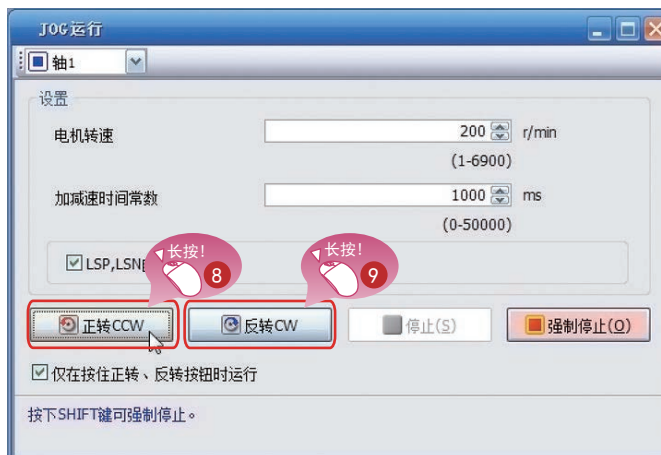 JOG运行
轴1
设置
电机转速 200 r/min
(1-6900)
加减速时间常数 1000 ms
(0-50000)
LSP,LSN
长按! 8
长按! 9
正转CCW 反转CW 停止(S) 强制停止(O)
仅在按住正转、反转按钮时运行
按下SHIFT键可强制停止。